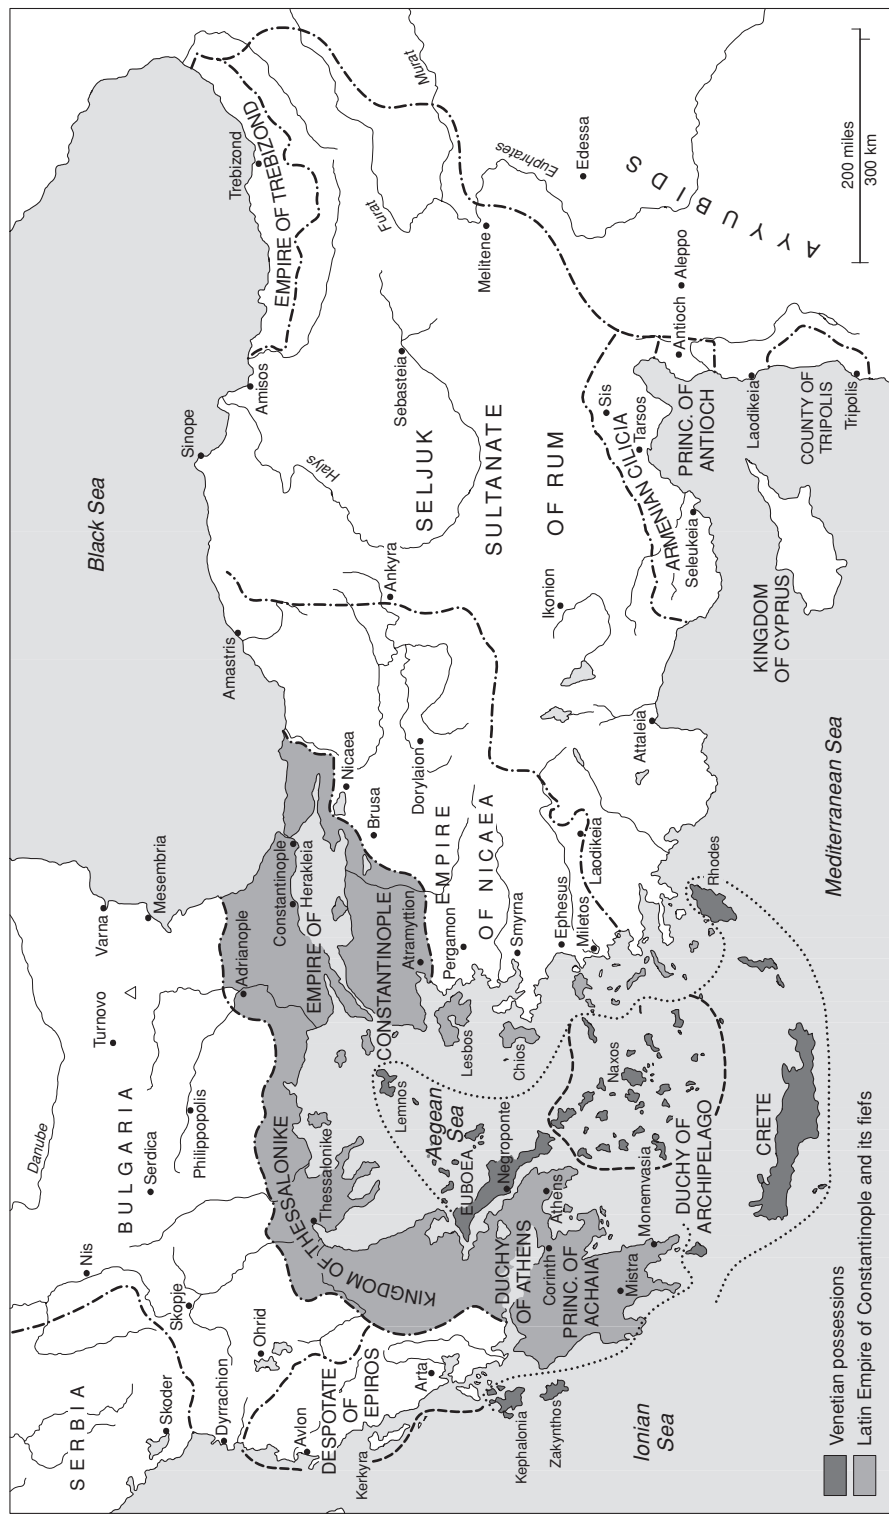 Black Sea
Mediterranean Sea
Aegean
Sea
Ionian
Sea
SERBIA
BULGARIA
Danube
Nis
Skoder
Skopje
Dyrrachion
Ohrid
Avlon
DESPOTATE
OF
EPIROS
Arta
Kerkyra
Kephalonia
Zakynthos
Serdica
Philippopolis
Turnovo
Varna
Mesembria
Adrianople
Constantinople
Herakleia
EMPIRE OF
CONSTANTINOPLE
Atramyttion
KINGDOM OF THESSALONIKE
Thessalonike
Lemnos
Lesbos
Chios
EUBOEA
Negroponte
DUCHY
OF ATHENS
Athens
Corinth
PRINC. OF
ACHAIA
Mistra
Monemvasia
DUCHY OF
ARCHIPELAGO
Naxos
CRETE
Rhodes
Nicaea
Brusa
Dorylaion
EMPIRE
OF NICAEA
Pergamon
Smyrna
Ephesus
Miletos
Laodikeia
Attaleia
Amastris
Ankyra
Ikonion
Sinope
Amisos
Halys
Sebasteia
SELJUK
SULTANATE
OF RUM
EMPIRE OF TREBIZOND
Trebizond
Furat
Murat
Euphrates
Melitene
Edessa
AYYUBIDS
Aleppo
Antioch
PRINC. OF
ANTIOCH
ARMENIAN CILICIA
Sis
Tarsos
Seleukeia
Laodikeia
COUNTY OF
TRIPOLIS
Tripolis
KINGDOM
OF CYPRUS
200 miles
300 km
Venetian possessions
Latin Empire of Constantinople and its fiefs